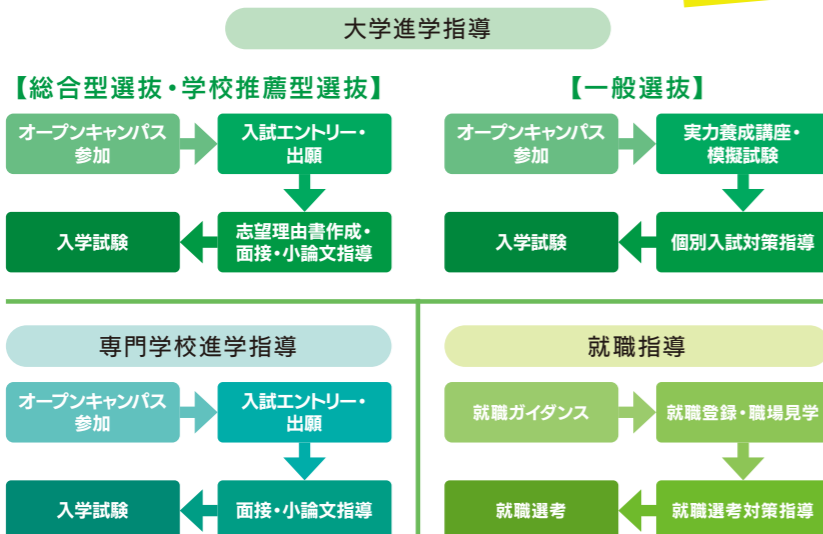 大学進学指導
【総合型選抜・学校推薦型選抜】
オープンキャンパス
参加
入試エントリー・
出願
志望理由書作成・
面接・小論文指導
入学試験
【一般選抜】
オープンキャンパス
参加
実力養成講座・
模擬試験
個別入試対策指導
入学試験
専門学校進学指導
オープンキャンパス
参加
入試エントリー・
出願
面接・小論文指導
入学試験
就職指導
就職ガイダンス
就職登録・職場見学
就職選考対策指導
就職選考